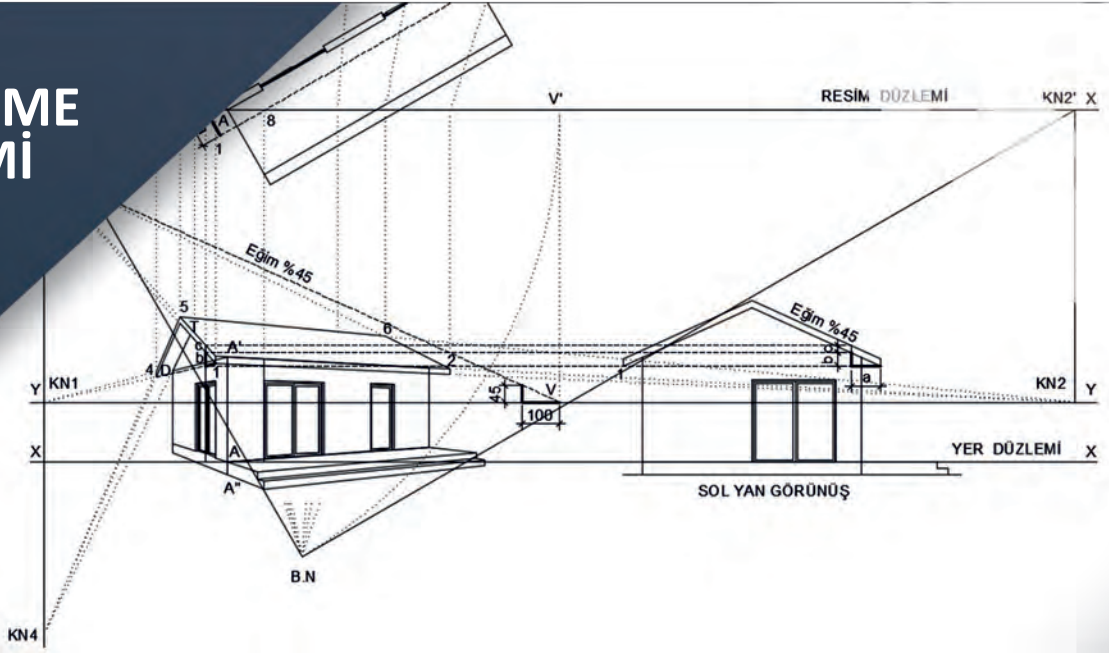 ME
Mİ
A
8
1
V'
RESİM DÜZLEMİ
KN2'
X
Eğim %45
5
T
6
A'
c
b
4
D
1
2
Y
KN1
45
V
100
Eğim %45
c
b
a
1
KN2
Y
X
A
A"
YER DÜZLEMİ
X
SOL YAN GÖRÜNÜŞ
B.N
KN4